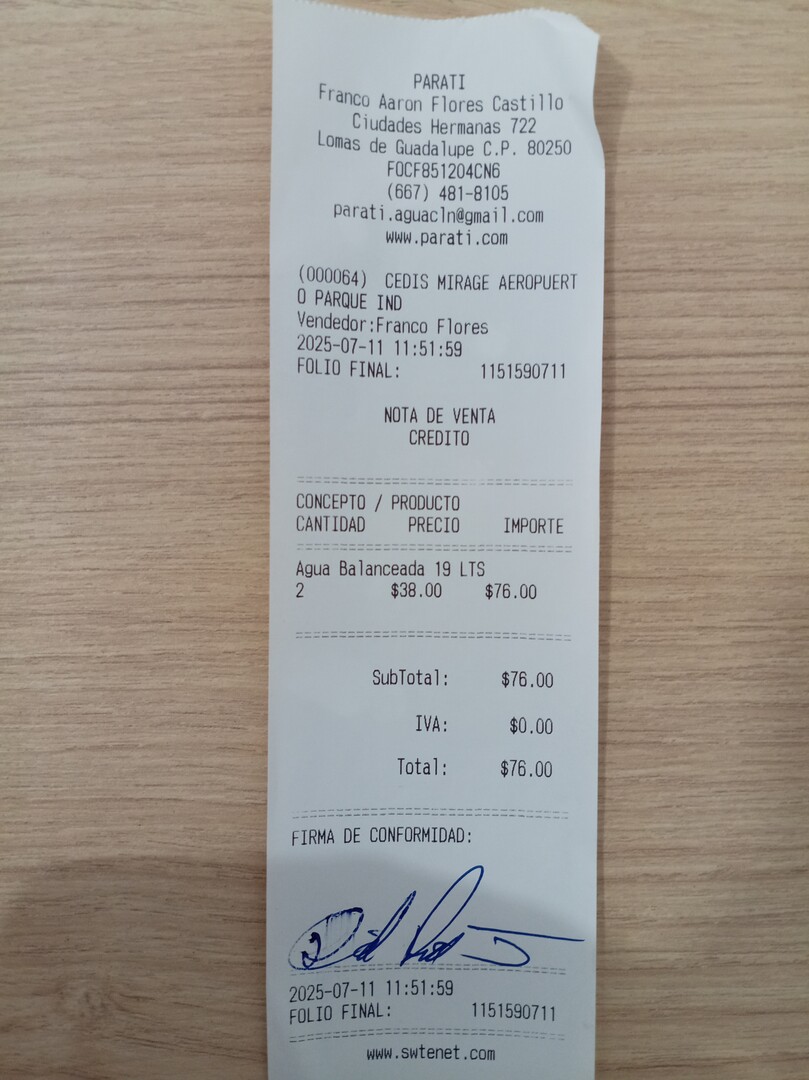 PARATI
Franco Aaron Flores Castillo
Ciudades Hermanas 722
Lomas de Guadalupe C.P. 80250
FOCF851204CN6
(667) 481-8105
parati.aguacln@gmail.com
www.parati.com
(000064) CEDIS MIRAGE AEROPUERT
O PARQUE IND
Vendedor:Franco Flores
2025-07-11 11:51:59
FOLIO FINAL: 1151590711
NOTA DE VENTA
CREDITO
CONCEPTO / PRODUCTO
CANTIDAD PRECIO IMPORTE
Agua Balanceada 19 LTS
2 $38.00 $76.00
SubTotal: $76.00
IVA: $0.00
Total: $76.00
FIRMA DE CONFORMIDAD:
2025-07-11 11:51:59
FOLIO FINAL: 1151590711
www.swtenet.com